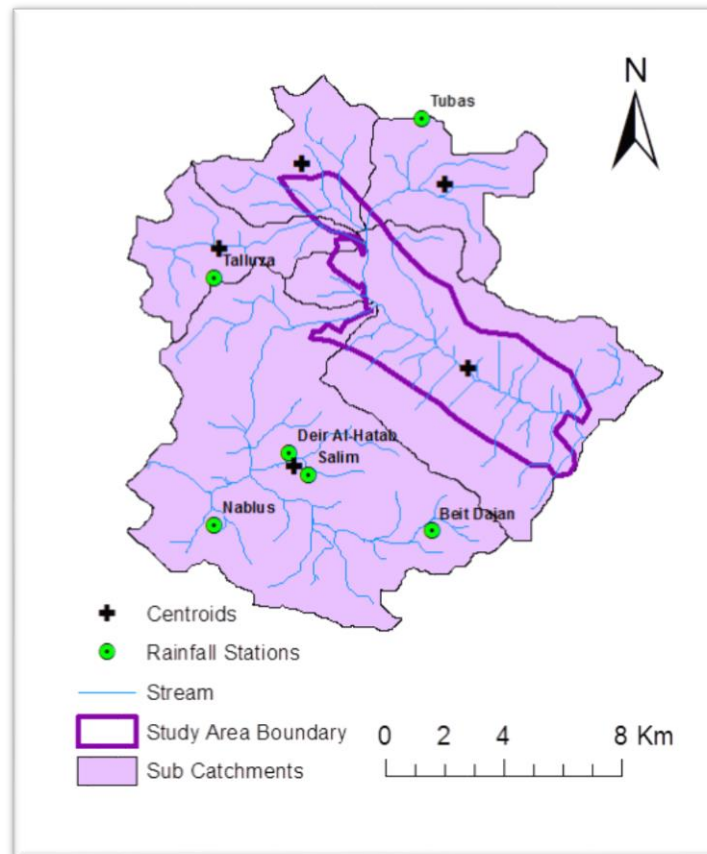 N
Tubas
Talluza
Deir Al-Hatab
Salim
Nablus
Beit Dajan
Centroids
Rainfall Stations
Stream
Study Area Boundary
Sub Catchments
0 2 4 8 Km